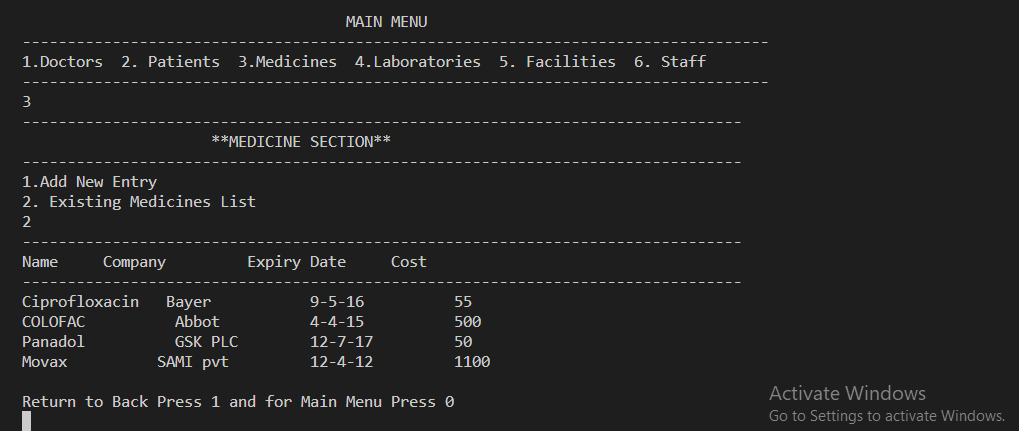 MAIN MENU
-----------------------------------------------------------------------------------
1.Doctors  2. Patients  3.Medicines  4.Laboratories  5. Facilities  6. Staff
-----------------------------------------------------------------------------------
3
--------------------------------------------------------------------------------
**MEDICINE SECTION**
--------------------------------------------------------------------------------
1.Add New Entry
2. Existing Medicines List
2
--------------------------------------------------------------------------------
Name     Company         Expiry Date     Cost
--------------------------------------------------------------------------------
Ciprofloxacin   Bayer           9-5-16          55
COLOFAC          Abbot          4-4-15          500
Panadol          GSK PLC        12-7-17         50
Movax          SAMI pvt         12-4-12         1100
Return to Back Press 1 and for Main Menu Press 0
Activate Windows
Go to Settings to activate Windows.